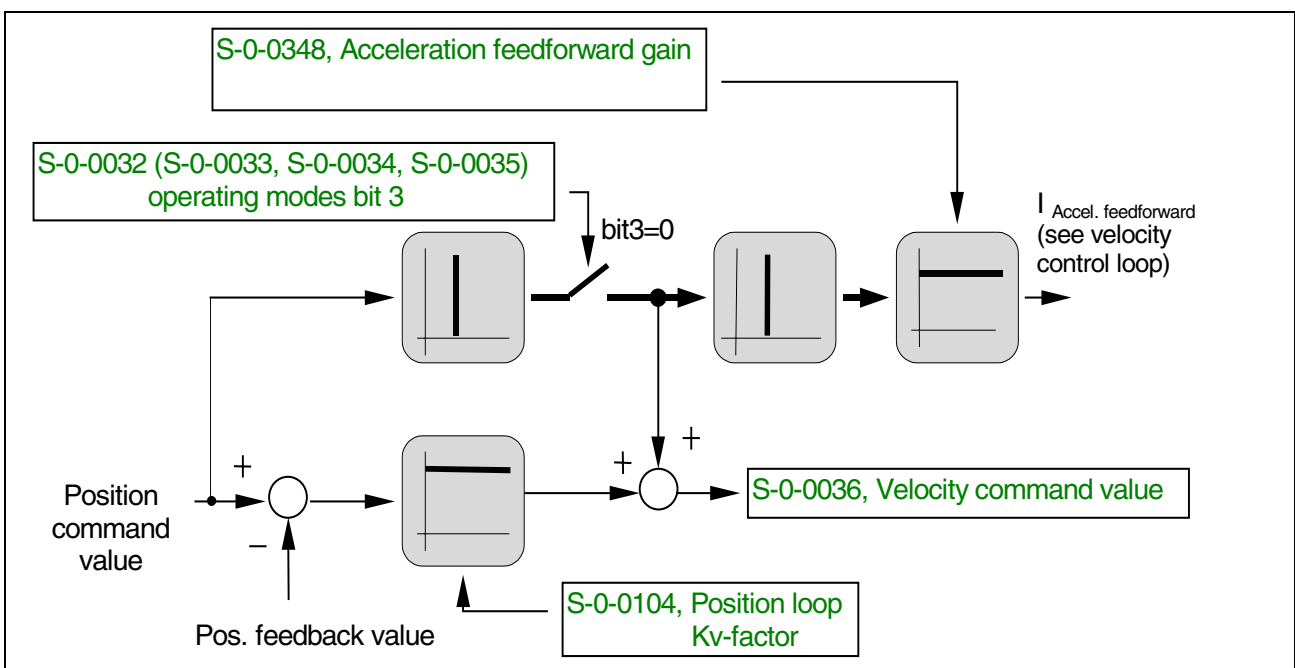 S-0-0348, Acceleration feedforward gain
S-0-0032 (S-0-0033, S-0-0034, S-0-0035)
operating modes bit 3
bit3=0
I Accel. feedforward
(see velocity
control loop)
+
+
+
Position
command
value
−
S-0-0036, Velocity command value
S-0-0104, Position loop
Kv-factor
Pos. feedback value